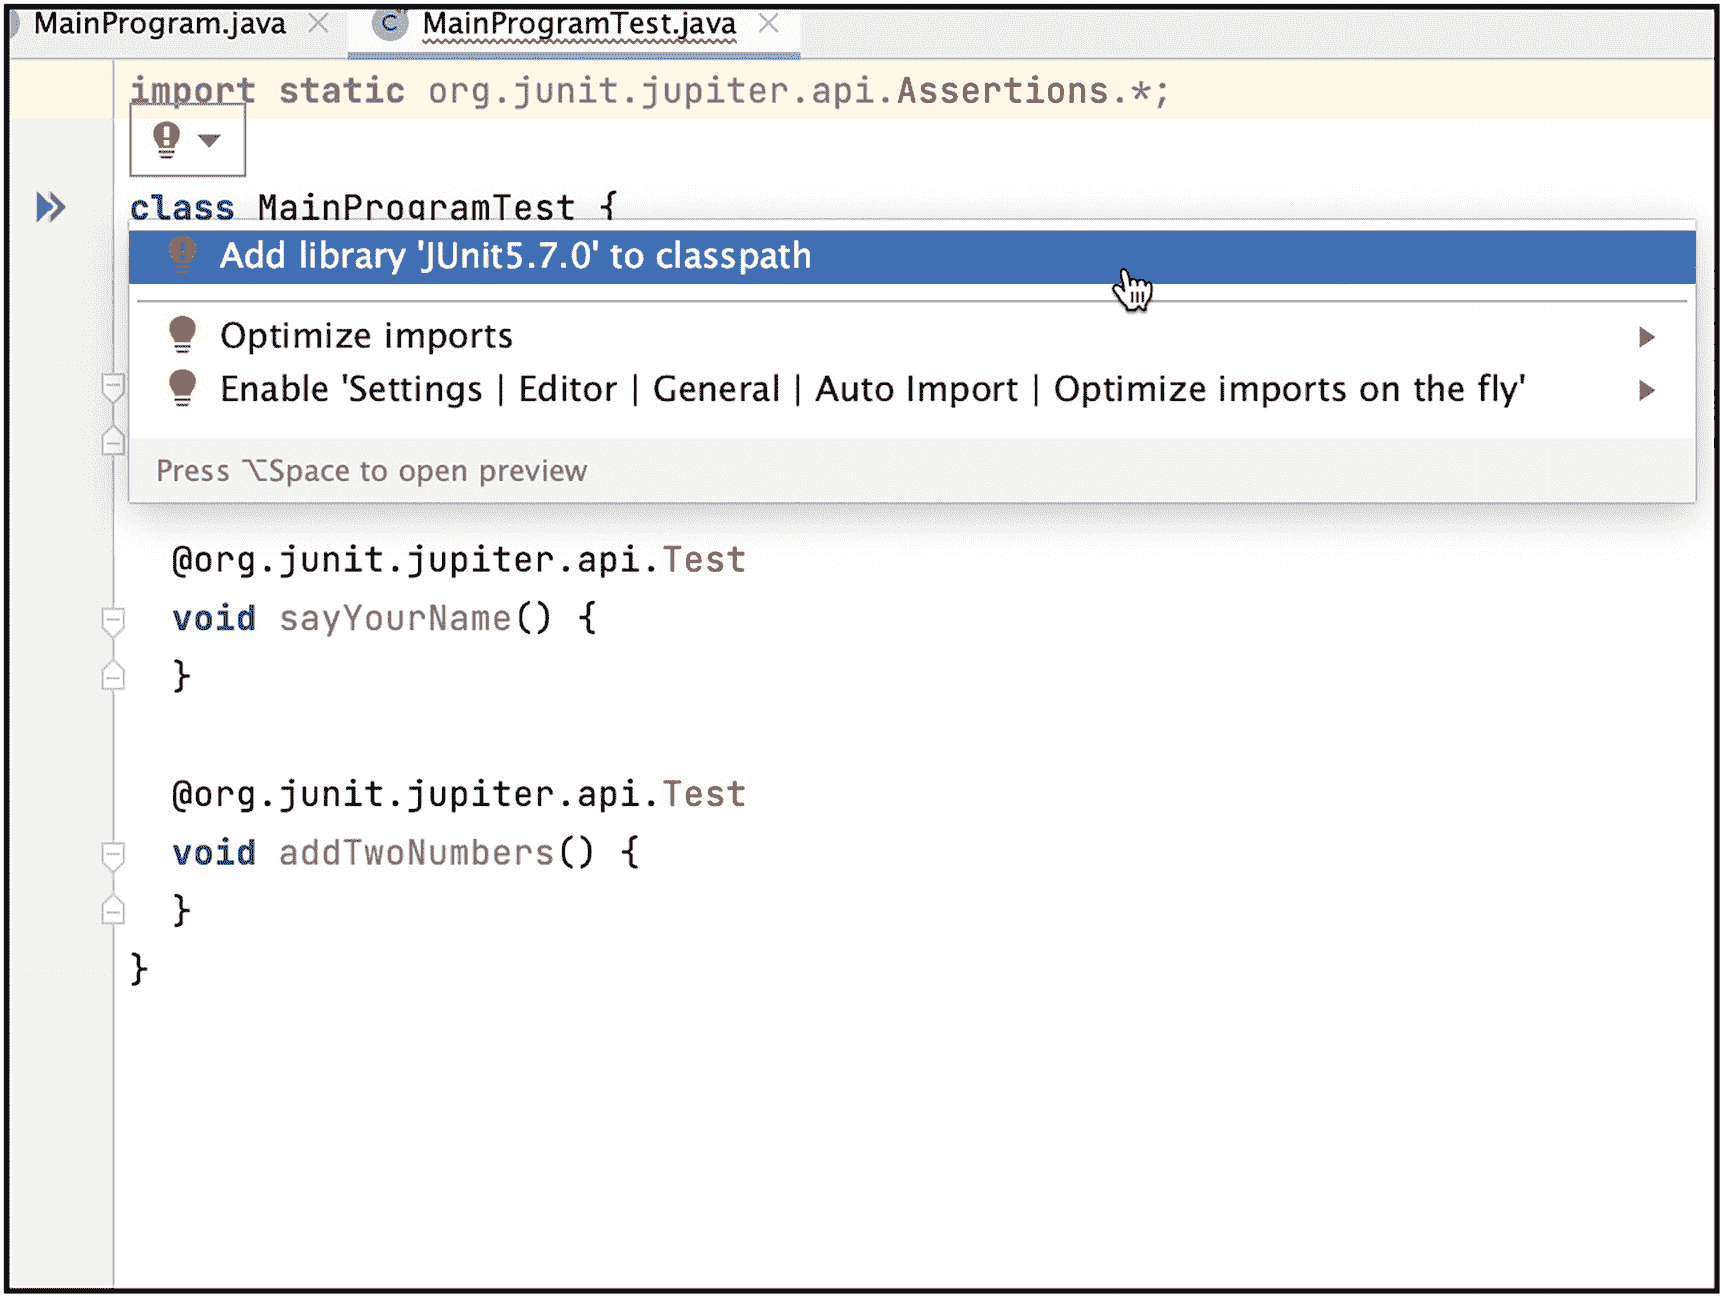 MainProgram.java
MainProgramTest.java
import static org.junit.jupiter.api.Assertions.*;
class MainProgramTest {
Add library 'JUnit5.7.0' to classpath
Optimize imports
Enable 'Settings | Editor | General | Auto Import | Optimize imports on the fly'
Press ⌥Space to open preview
@org.junit.jupiter.api.Test
void sayYourName() {
}
@org.junit.jupiter.api.Test
void addTwoNumbers() {
}
}